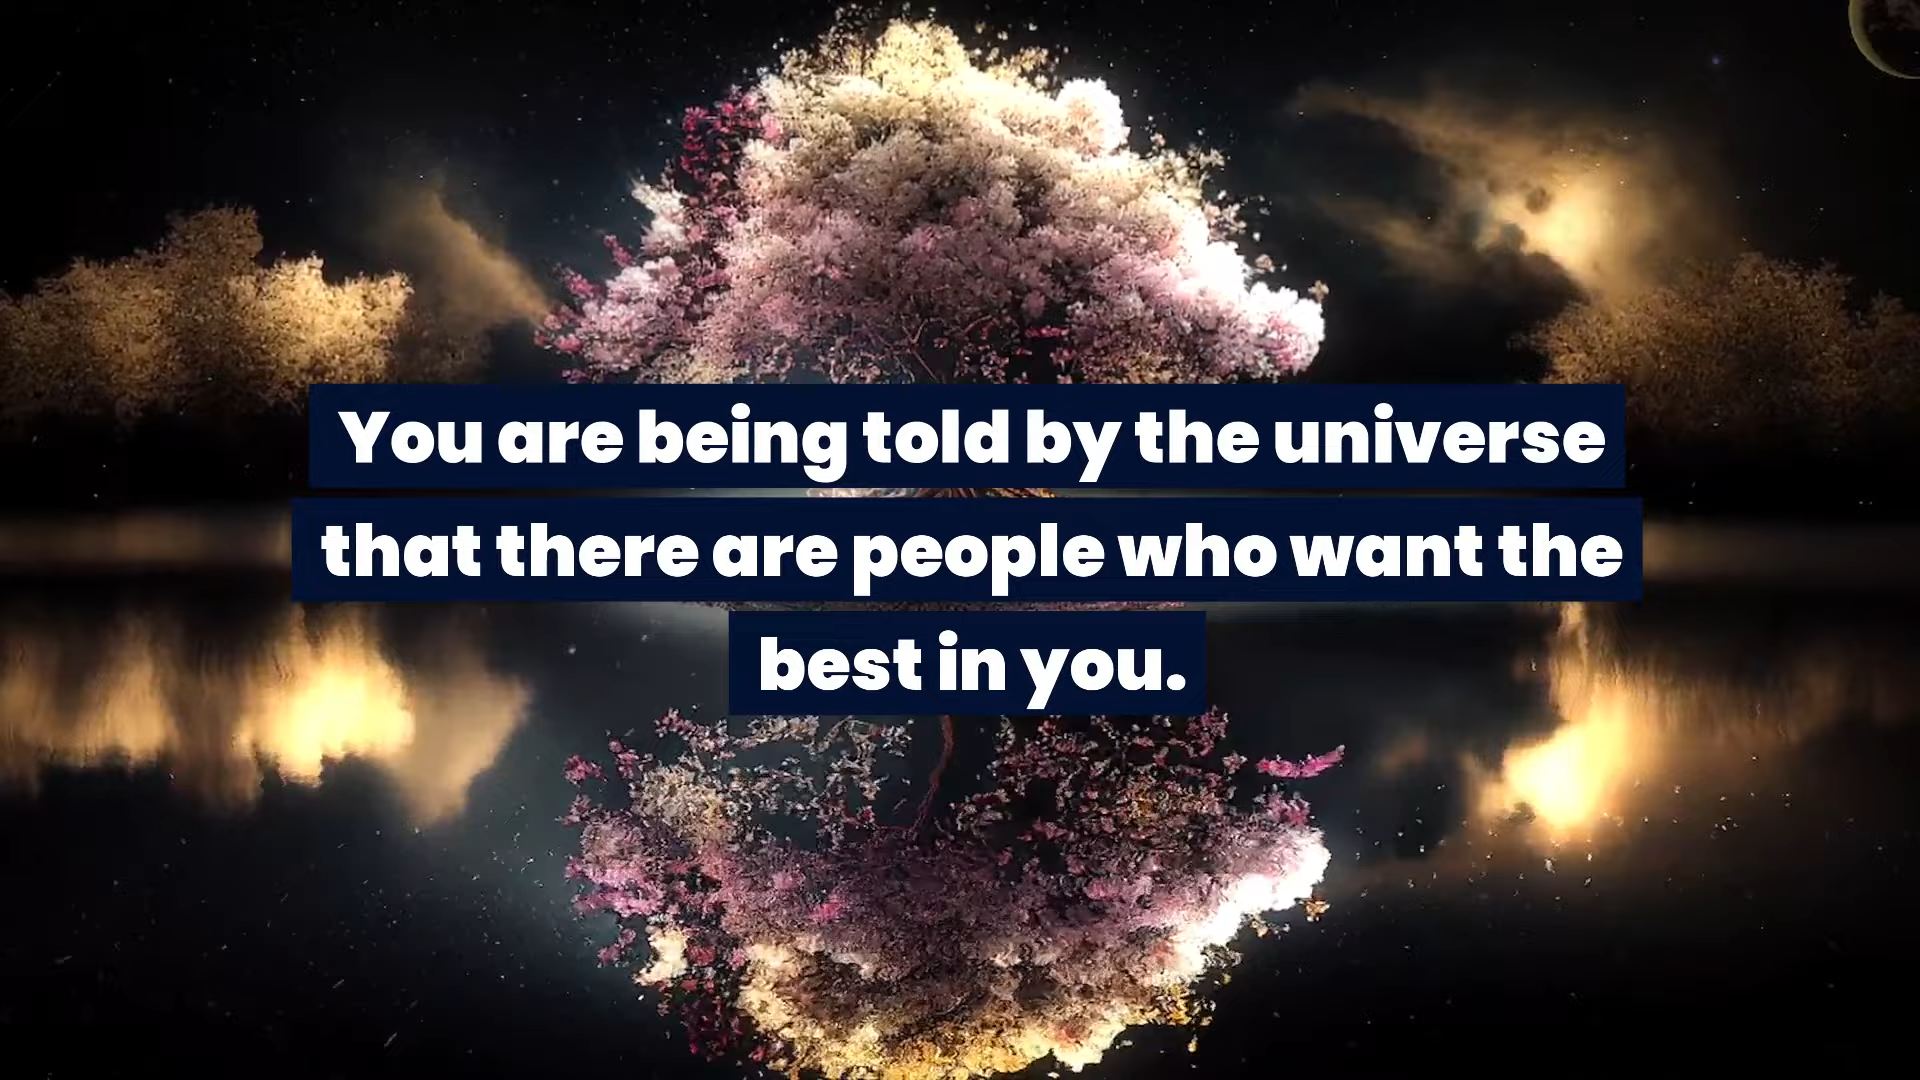 You are being told by the universe
that there are people who want the
best in you.